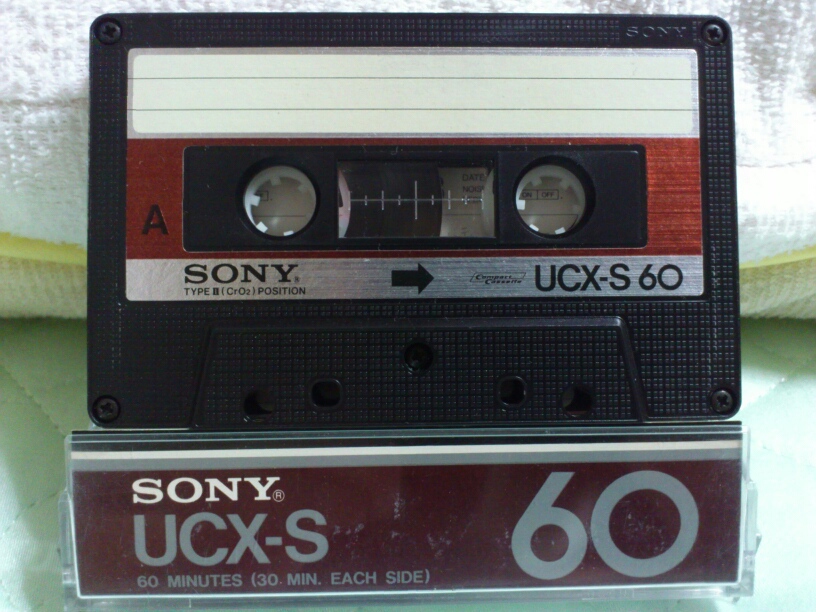 SONY
DATE
A
ON OFF
SONY®
TYPE II (CrO2) POSITION
Compact
Cassette
UCX-S 60
SONY®
UCX-S
60
60 MINUTES (30 MIN. EACH SIDE)